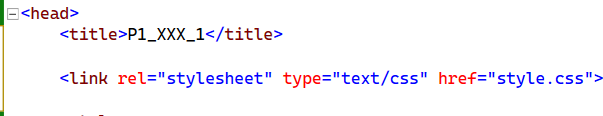 <head>
<title>P1_XXX_1</title>
<link rel="stylesheet" type="text/css" href="style.css">